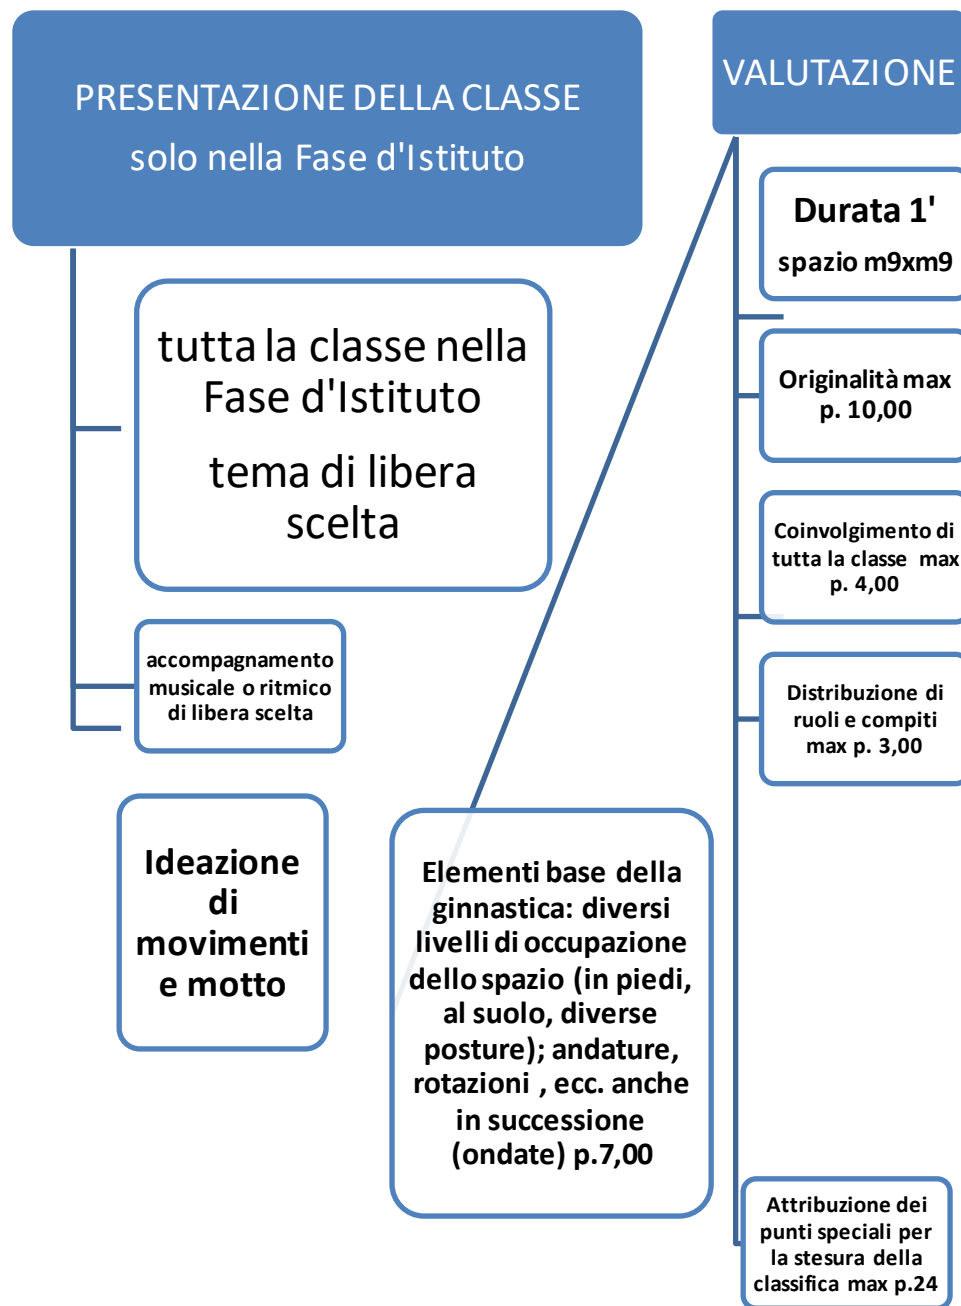 PRESENTAZIONE DELLA CLASSE
solo nella Fase d'Istituto
tutta la classe nella
Fase d'Istituto
tema di libera
scelta
accompagnamento
musicale o ritmico
di libera scelta
Ideazione
di
movimenti
e motto
VALUTAZIONE
Durata 1'
spazio m9xm9
Originalità max
p. 10,00
Coinvolgimento di
tutta la classe max
p. 4,00
Distribuzione di
ruoli e compiti
max p. 3,00
Elementi base della
ginnastica: diversi
livelli di occupazione
dello spazio (in piedi,
al suolo, diverse
posture); andature,
rotazioni , ecc. anche
in successione
(ondate) p.7,00
Attribuzione dei
punti speciali per
la stesura della
classifica max p.24